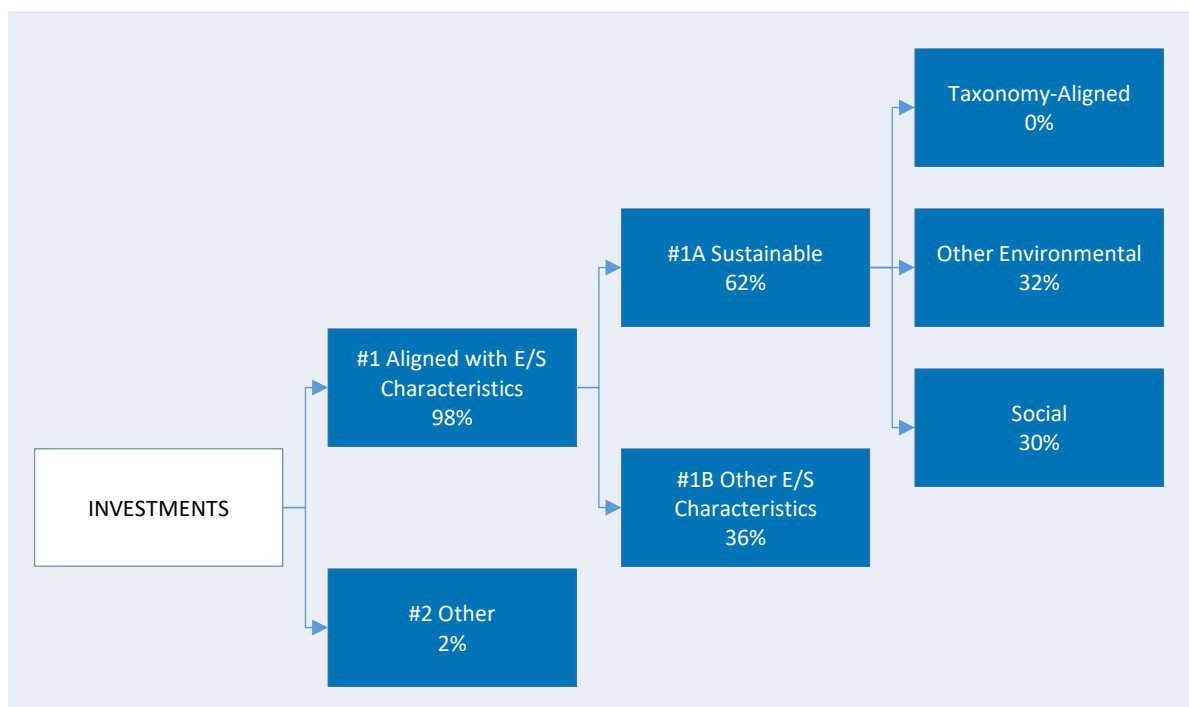 INVESTMENTS
#1 Aligned with E/S
Characteristics
98%
#2 Other
2%
#1A Sustainable
62%
#1B Other E/S
Characteristics
36%
Taxonomy-Aligned
0%
Other Environmental
32%
Social
30%